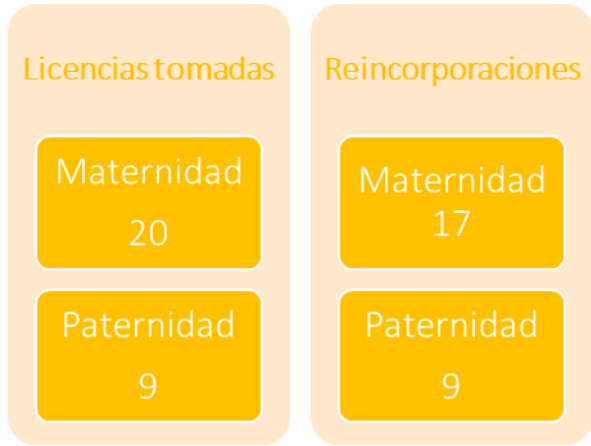 Licencias tomadas
Maternidad
20
Paternidad
9
Reincorporaciones
Maternidad
17
Paternidad
9